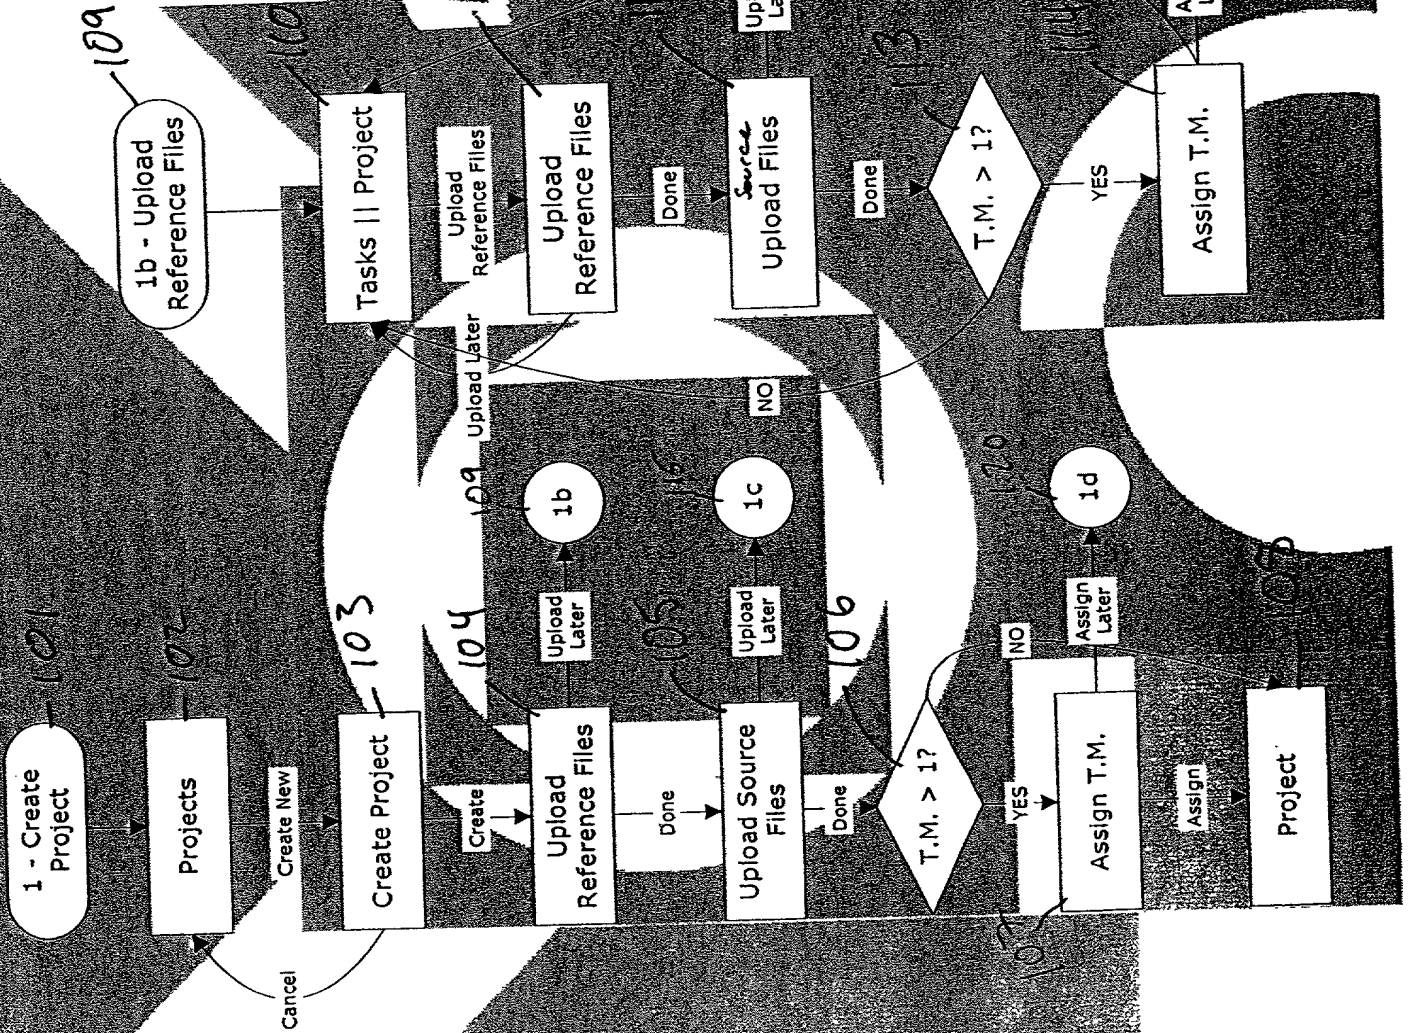 101
1 - Create
Project
102
Projects
Create New
Cancel
103
Create Project
Create
104
Upload
Reference Files
Upload
Later
109
1b
Done
105
Upload Source
Files
Upload
Later
1c
Done
106
T.M. > 1?
YES
NO
107
Assign T.M.
Assign
Later
120
1d
Assign
108
Project
109
1b - Upload
Reference Files
110
Tasks || Project
Upload
Reference Files
Upload
Reference Files
Upload Later
Done
Source
Upload Files
Done
113
T.M. > 1?
NO
YES
114
Assign T.M.